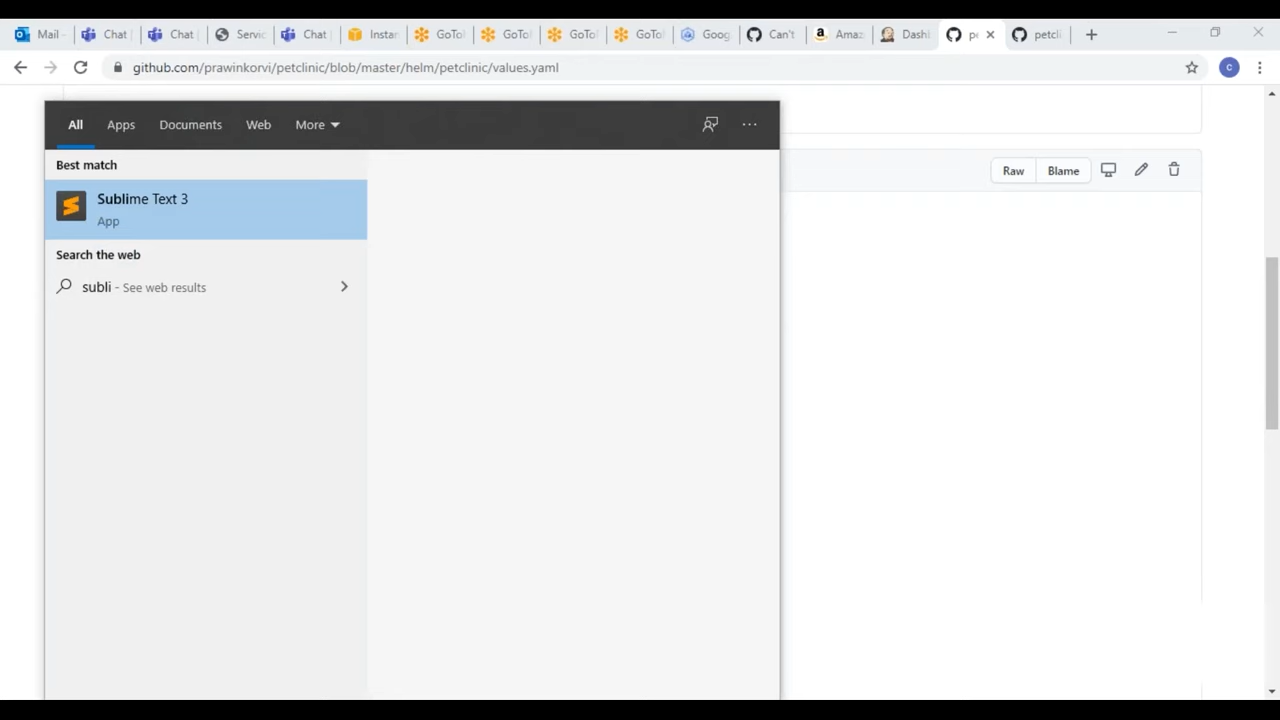 Mail Chat Chat Servic Chat Instan GoTo GoTo GoTo GoTo Goog Can't Amaz Dash pe petcli
github.com/prawinkorvi/petclinic/blob/master/helm/petclinic/values.yaml
C
All Apps Documents Web More
Best match
Raw Blame
Sublime Text 3
App
Search the web
subli - See web results